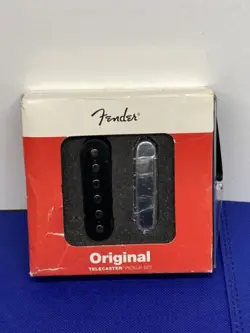 Fender
Original
TELECASTER® PICKUP SET